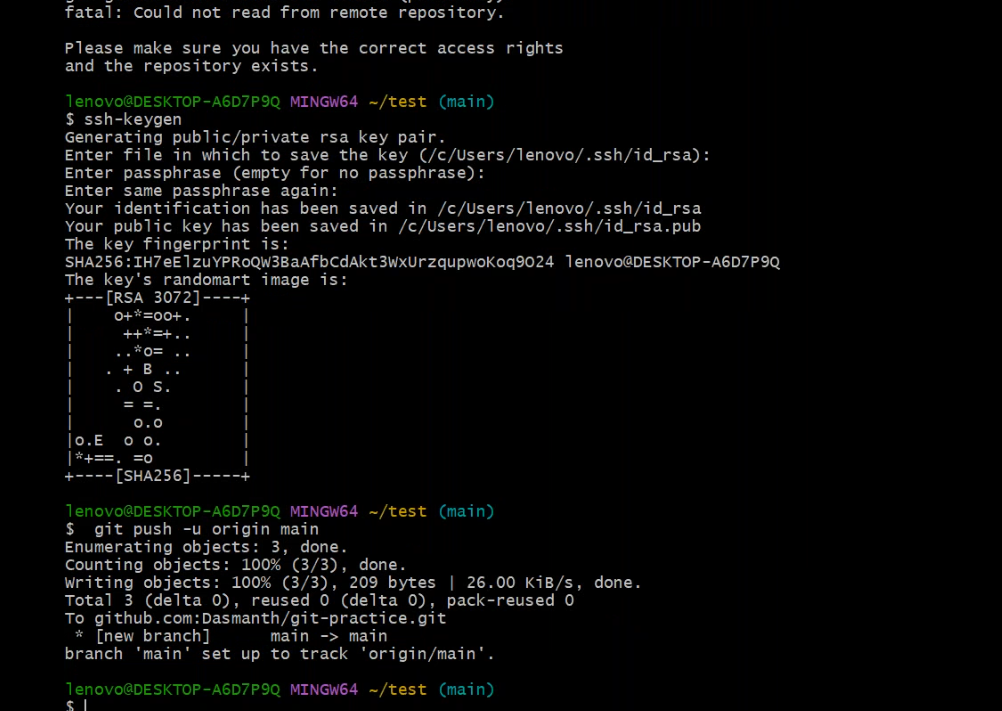 fatal: Could not read from remote repository.
Please make sure you have the correct access rights
and the repository exists.
lenovo@DESKTOP-A6D7P9Q MINGW64 ~/test (main)
$ ssh-keygen
Generating public/private rsa key pair.
Enter file in which to save the key (/c/Users/lenovo/.ssh/id_rsa):
Enter passphrase (empty for no passphrase):
Enter same passphrase again:
Your identification has been saved in /c/Users/lenovo/.ssh/id_rsa
Your public key has been saved in /c/Users/lenovo/.ssh/id_rsa.pub
The key fingerprint is:
SHA256:IH7eElzuYPRoQW3BaAfbCdAkt3WxUrzqupwoKoq9O24 lenovo@DESKTOP-A6D7P9Q
The key's randomart image is:
+---[RSA 3072]----+
|    o+*=oo+.     |
|     ++*=+..     |
|    ..*o= ..     |
|   . + B ..      |
|    . O S.       |
|     = =.        |
|      o.o        |
|o.E  o o.        |
|*+==. =o         |
+----[SHA256]-----+
lenovo@DESKTOP-A6D7P9Q MINGW64 ~/test (main)
$  git push -u origin main
Enumerating objects: 3, done.
Counting objects: 100% (3/3), done.
Writing objects: 100% (3/3), 209 bytes | 26.00 KiB/s, done.
Total 3 (delta 0), reused 0 (delta 0), pack-reused 0
To github.com:Dasmanth/git-practice.git
 * [new branch]      main -> main
branch 'main' set up to track 'origin/main'.
lenovo@DESKTOP-A6D7P9Q MINGW64 ~/test (main)
$